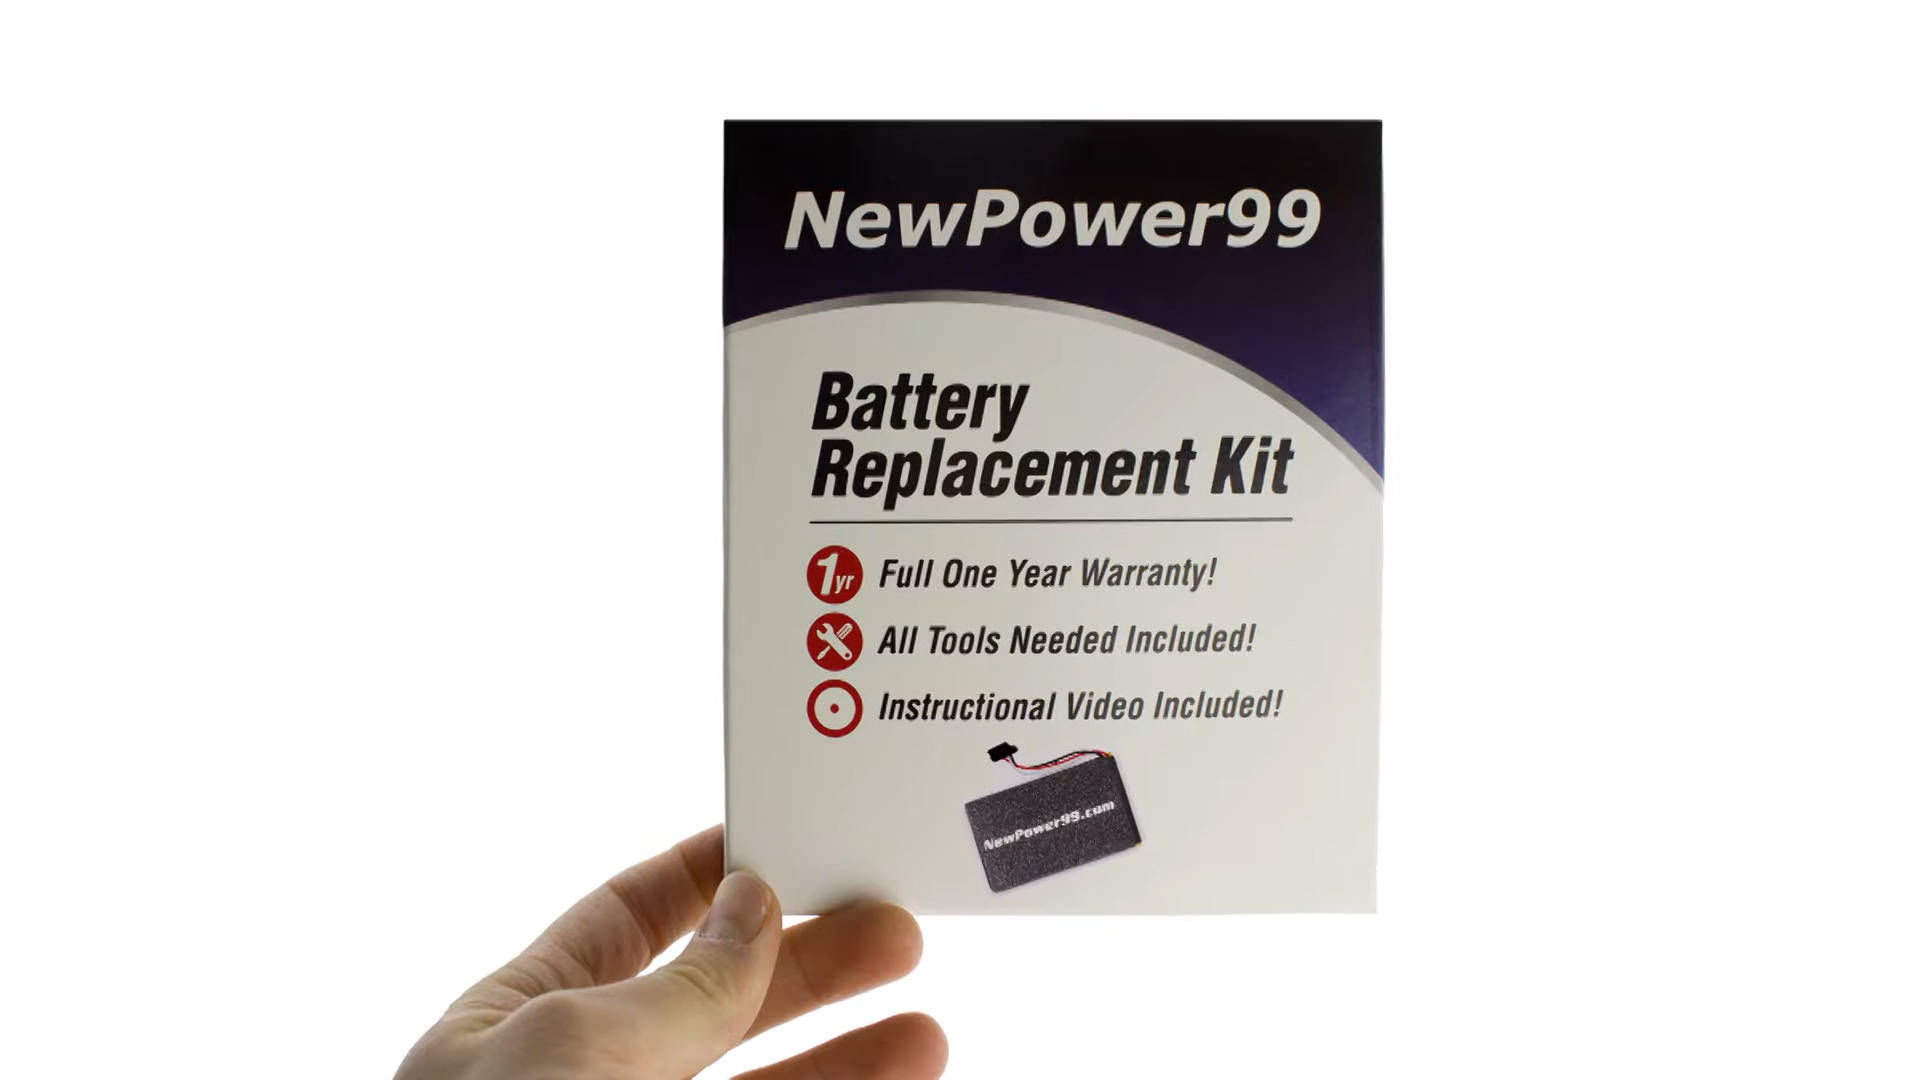 NewPower99
Battery
Replacement Kit
1yr Full One Year Warranty!
All Tools Needed Included!
Instructional Video Included!
NewPower99.com